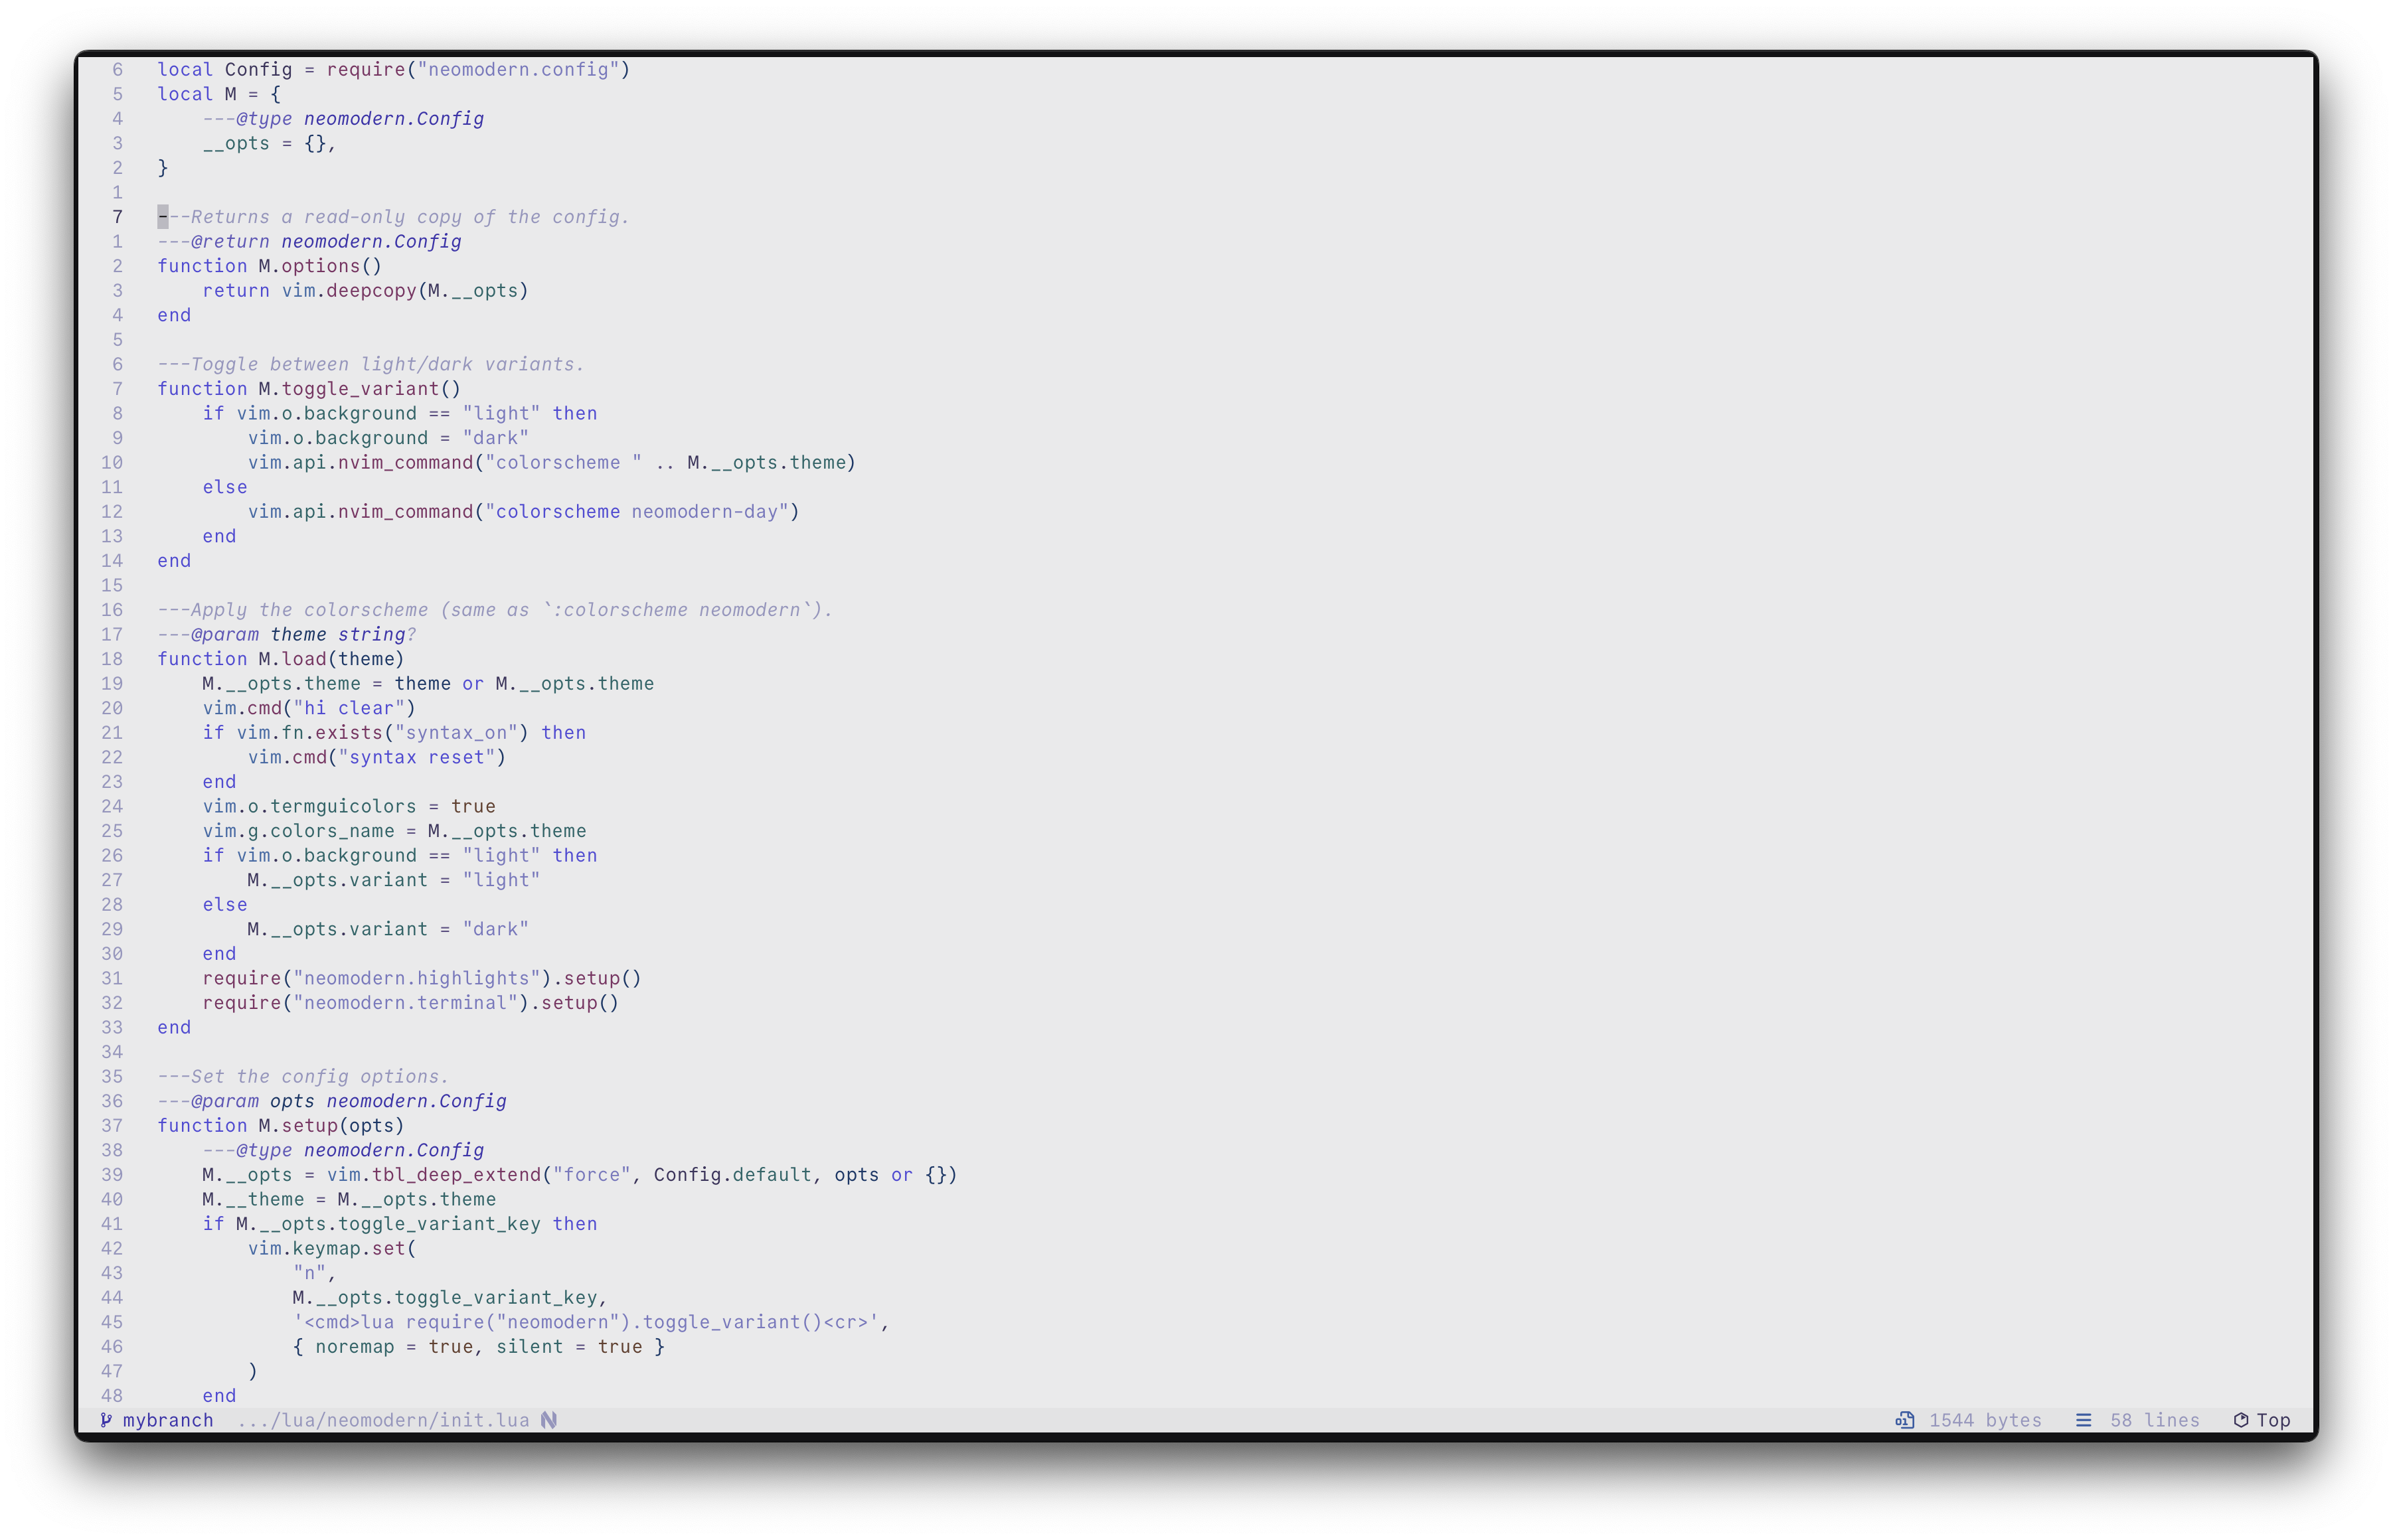 6 local Config = require("neomodern.config")
5 local M = {
4     ---@type neomodern.Config
3     __opts = {},
2 }
1
7 ---Returns a read-only copy of the config.
1 ---@return neomodern.Config
2 function M.options()
3     return vim.deepcopy(M.__opts)
4 end
5
6 ---Toggle between light/dark variants.
7 function M.toggle_variant()
8     if vim.o.background == "light" then
9         vim.o.background = "dark"
10         vim.api.nvim_command("colorscheme " .. M.__opts.theme)
11     else
12         vim.api.nvim_command("colorscheme neomodern-day")
13     end
14 end
15
16 ---Apply the colorscheme (same as `:colorscheme neomodern`).
17 ---@param theme string?
18 function M.load(theme)
19     M.__opts.theme = theme or M.__opts.theme
20     vim.cmd("hi clear")
21     if vim.fn.exists("syntax_on") then
22         vim.cmd("syntax reset")
23     end
24     vim.o.termguicolors = true
25     vim.g.colors_name = M.__opts.theme
26     if vim.o.background == "light" then
27         M.__opts.variant = "light"
28     else
29         M.__opts.variant = "dark"
30     end
31     require("neomodern.highlights").setup()
32     require("neomodern.terminal").setup()
33 end
34
35 ---Set the config options.
36 ---@param opts neomodern.Config
37 function M.setup(opts)
38     ---@type neomodern.Config
39     M.__opts = vim.tbl_deep_extend("force", Config.default, opts or {})
40     M.__theme = M.__opts.theme
41     if M.__opts.toggle_variant_key then
42         vim.keymap.set(
43             "n",
44             M.__opts.toggle_variant_key,
45             '<cmd>lua require("neomodern").toggle_variant()<cr>',
46             { noremap = true, silent = true }
47         )
48     end
mybranch .../lua/neomodern/init.lua 1544 bytes 58 lines Top